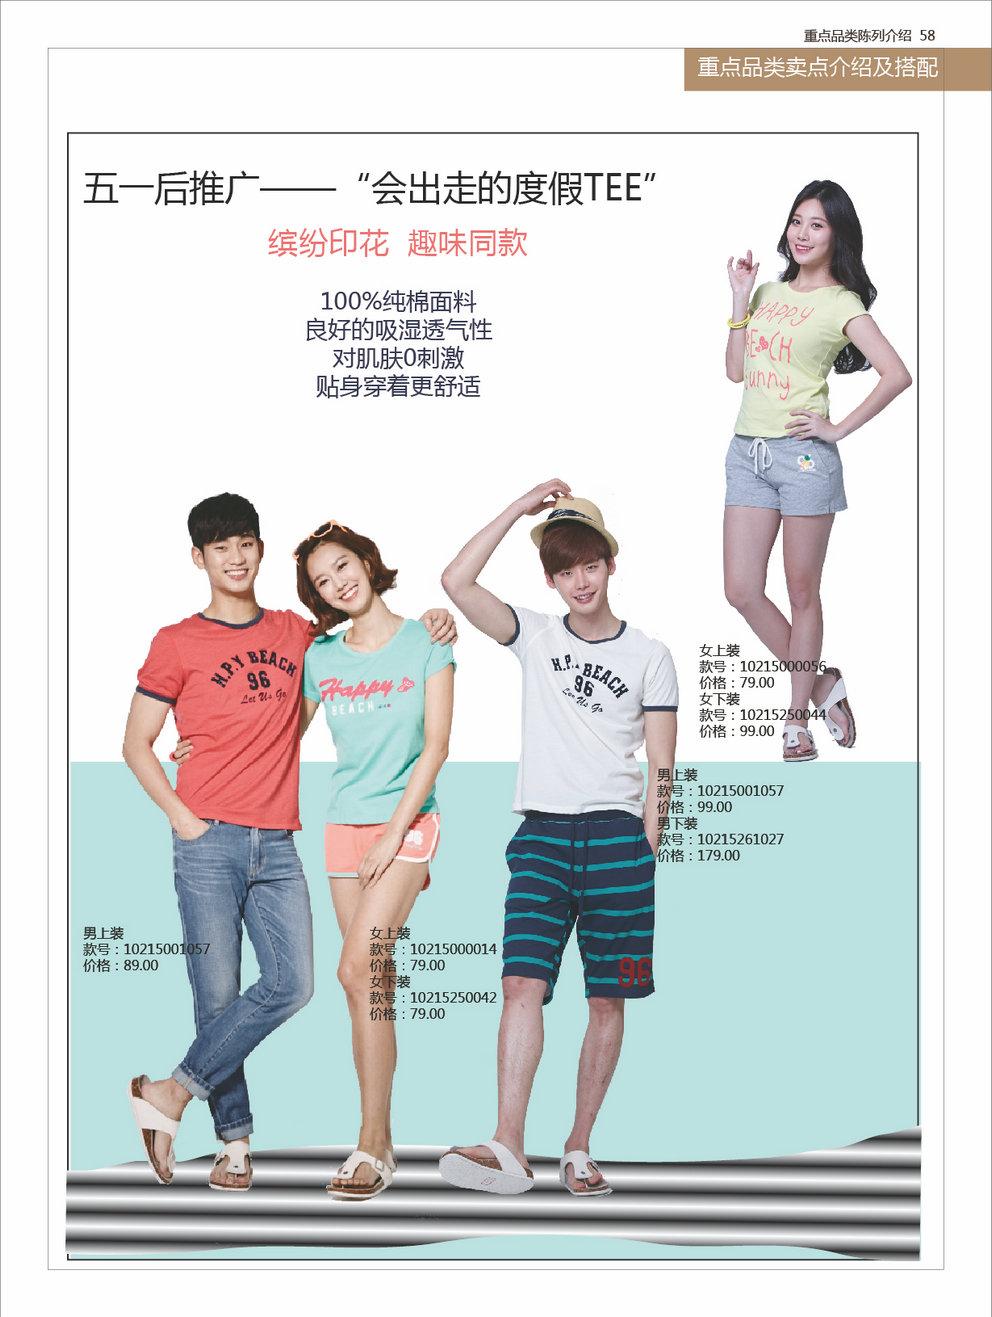 重点品类陈列介绍 58
重点品类卖点介绍及搭配
五一后推广——“会出走的度假TEE”
缤纷印花 趣味同款
100%纯棉面料
良好的吸湿透气性
对肌肤0刺激
贴身穿着更舒适
HAPPY
BE CH
sunny
H.P.Y BEACH
96
Let Us Go
Happy
BEACH
H.P. BEACH
96
Let Us Go
96
女上装
款号：10215000056
价格：79.00
女下装
款号：10215250044
价格：99.00
男上装
款号：10215001057
价格：99.00
男下装
款号：10215261027
价格：179.00
男上装
款号：10215001057
价格：89.00
女上装
款号：10215000014
价格：79.00
女下装
款号：10215250042
价格：79.00